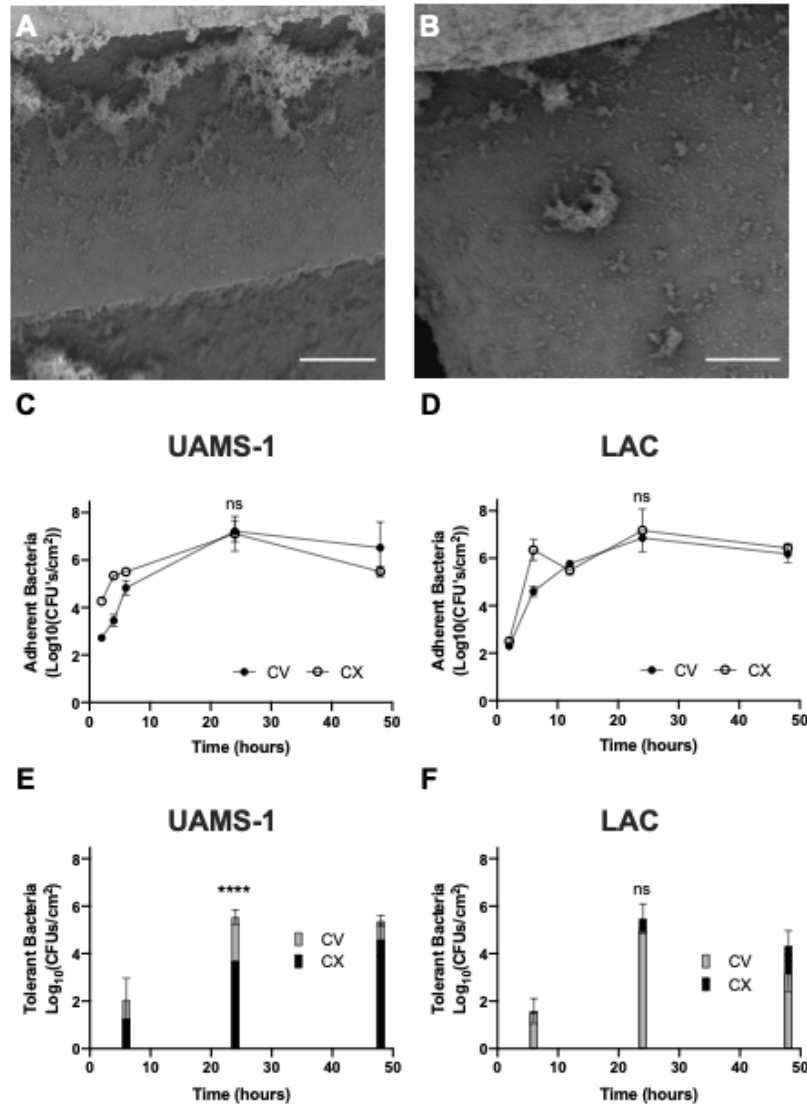 A
B
C
D
UAMS-1
LAC
Adherent Bacteria
(Log10(CFU's/cm²))
8
6
4
2
0
ns
CV
CX
0
10
20
30
40
50
Time (hours)
Adherent Bacteria
(Log10(CFU's/cm²))
8
6
4
2
0
ns
CV
CX
0
10
20
30
40
50
Time (hours)
E
F
UAMS-1
LAC
Tolerant Bacteria
Log₁₀(CFUs/cm²)
8
6
4
2
0
****
CV
CX
0
10
20
30
40
50
Time (hours)
Tolerant Bacteria
Log₁₀(CFUs/cm²)
8
6
4
2
0
ns
CV
CX
0
10
20
30
40
50
Time (hours)